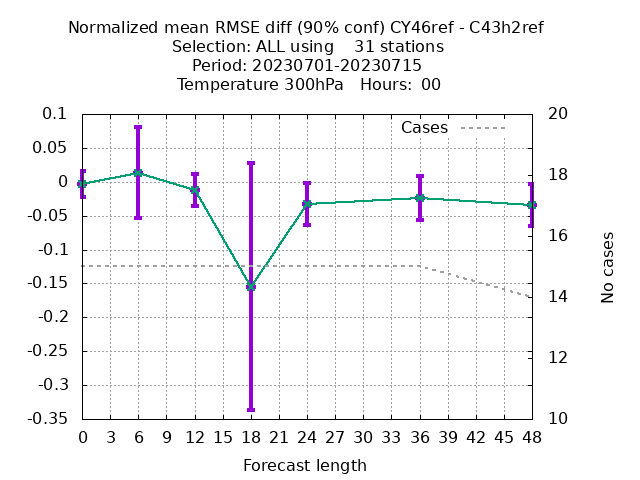 Normalized mean RMSE diff (90% conf) CY46ref - C43h2ref
Selection: ALL using    31 stations
Period: 20230701-20230715
Temperature 300hPa   Hours:  00
Cases
0.1
0.05
0
-0.05
-0.1
-0.15
-0.2
-0.25
-0.3
-0.35
20
18
16
14
12
10
No cases
0 3 6 9 12 15 18 21 24 27 30 33 36 39 42 45 48
Forecast length